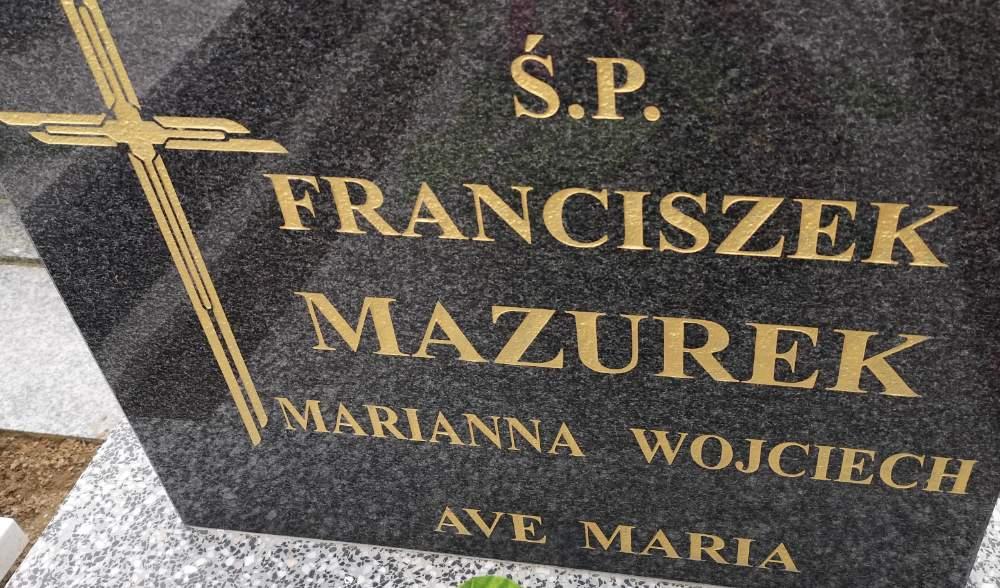 Ś.P.
FRANCISZEK
MAZUREK
MARIANNA WOJCIECH
AVE MARIA